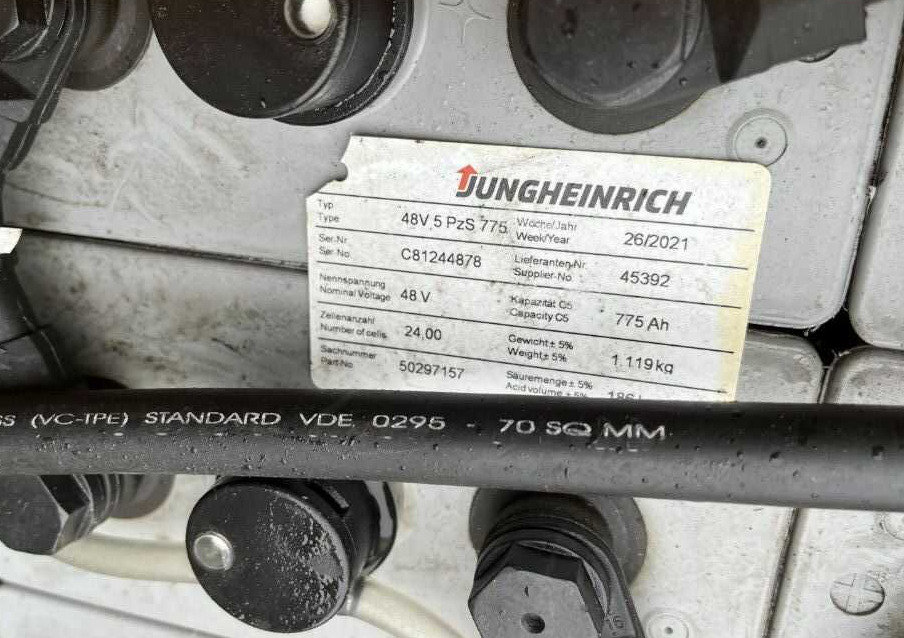 JUNGHEINRICH
Typ
Type
48V 5 PzS 775
Woche/Jahr
Week/Year
26/2021
Ser.-Nr.
Ser.-No.
C81244878
Lieferanten-Nr.
Supplier-No.
45392
Nennspannung
Nominal Voltage
48 V
Kapazität C5
Capacity C5
775 Ah
Zellenanzahl
Number of cells
24,00
Gewicht ± 5%
Weight ± 5%
1.119 kg
Sachnummer
Part-No
50297157
Säuremenge ± 5%
Acid volume ± 5%
(VC-TPE) STANDARD VDE 0295 - 70 SQ MM